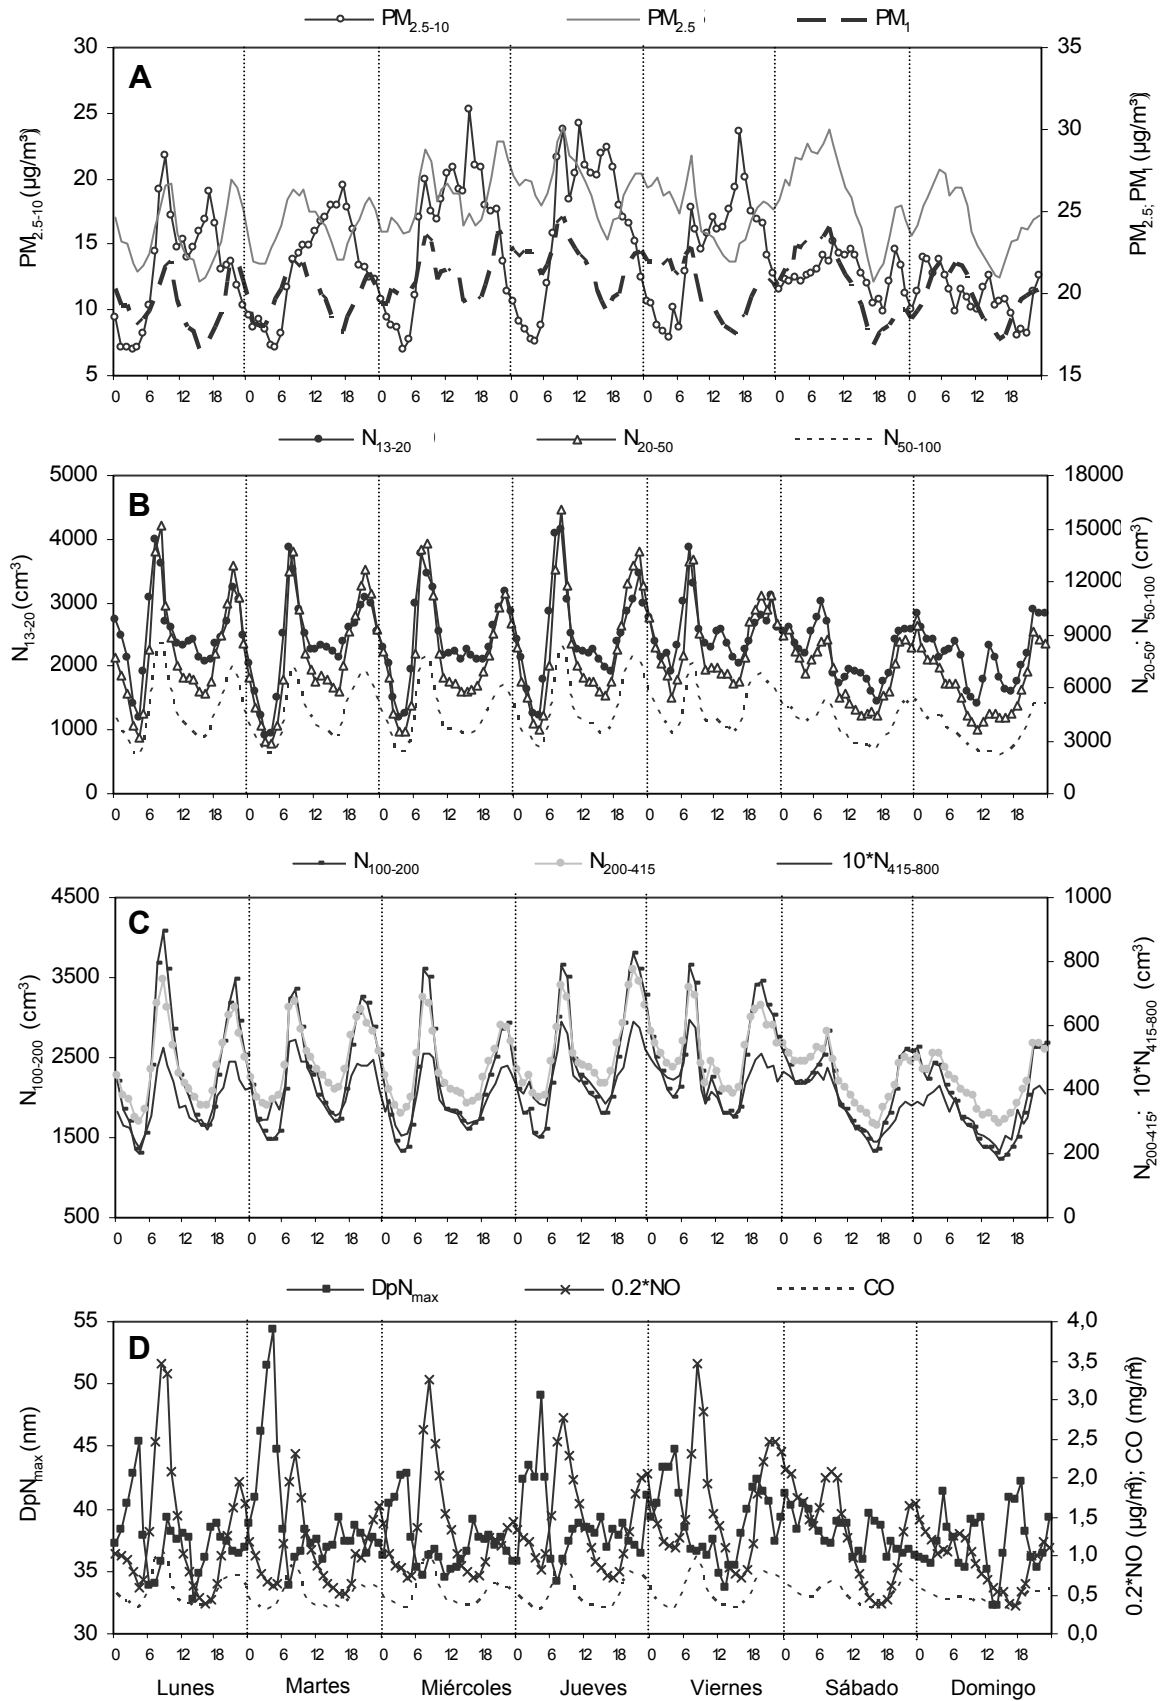 PM2.5-10 PM2.5 PM1
A
PM2.5-10 (µg/m³)
PM2.5; PM1 (µg/m³)
30 25 20 15 10 5
35 30 25 20 15
0 6 12 18 0 6 12 18 0 6 12 18 0 6 12 18 0 6 12 18 0 6 12 18 0 6 12 18
N13-20 N20-50 N50-100
B
N13-20 (cm-3)
N20-50; N50-100 (cm3)
5000 4000 3000 2000 1000 0
18000 15000 12000 9000 6000 3000 0
0 6 12 18 0 6 12 18 0 6 12 18 0 6 12 18 0 6 12 18 0 6 12 18 0 6 12 18
N100-200 N200-415 10*N415-800
C
N100-200 (cm-3)
N200-415; 10*N415-800 (cm3)
4500 3500 2500 1500 500
1000 800 600 400 200 0
0 6 12 18 0 6 12 18 0 6 12 18 0 6 12 18 0 6 12 18 0 6 12 18 0 6 12 18
DpNmax 0.2*NO CO
D
DpNmax (nm)
0.2*NO (µg/m³); CO (mg/m³)
55 50 45 40 35 30
4,0 3,5 3,0 2,5 2,0 1,5 1,0 0,5 0,0
0 6 12 18 0 6 12 18 0 6 12 18 0 6 12 18 0 6 12 18 0 6 12 18 0 6 12 18
Lunes Martes Miércoles Jueves Viernes Sábado Domingo